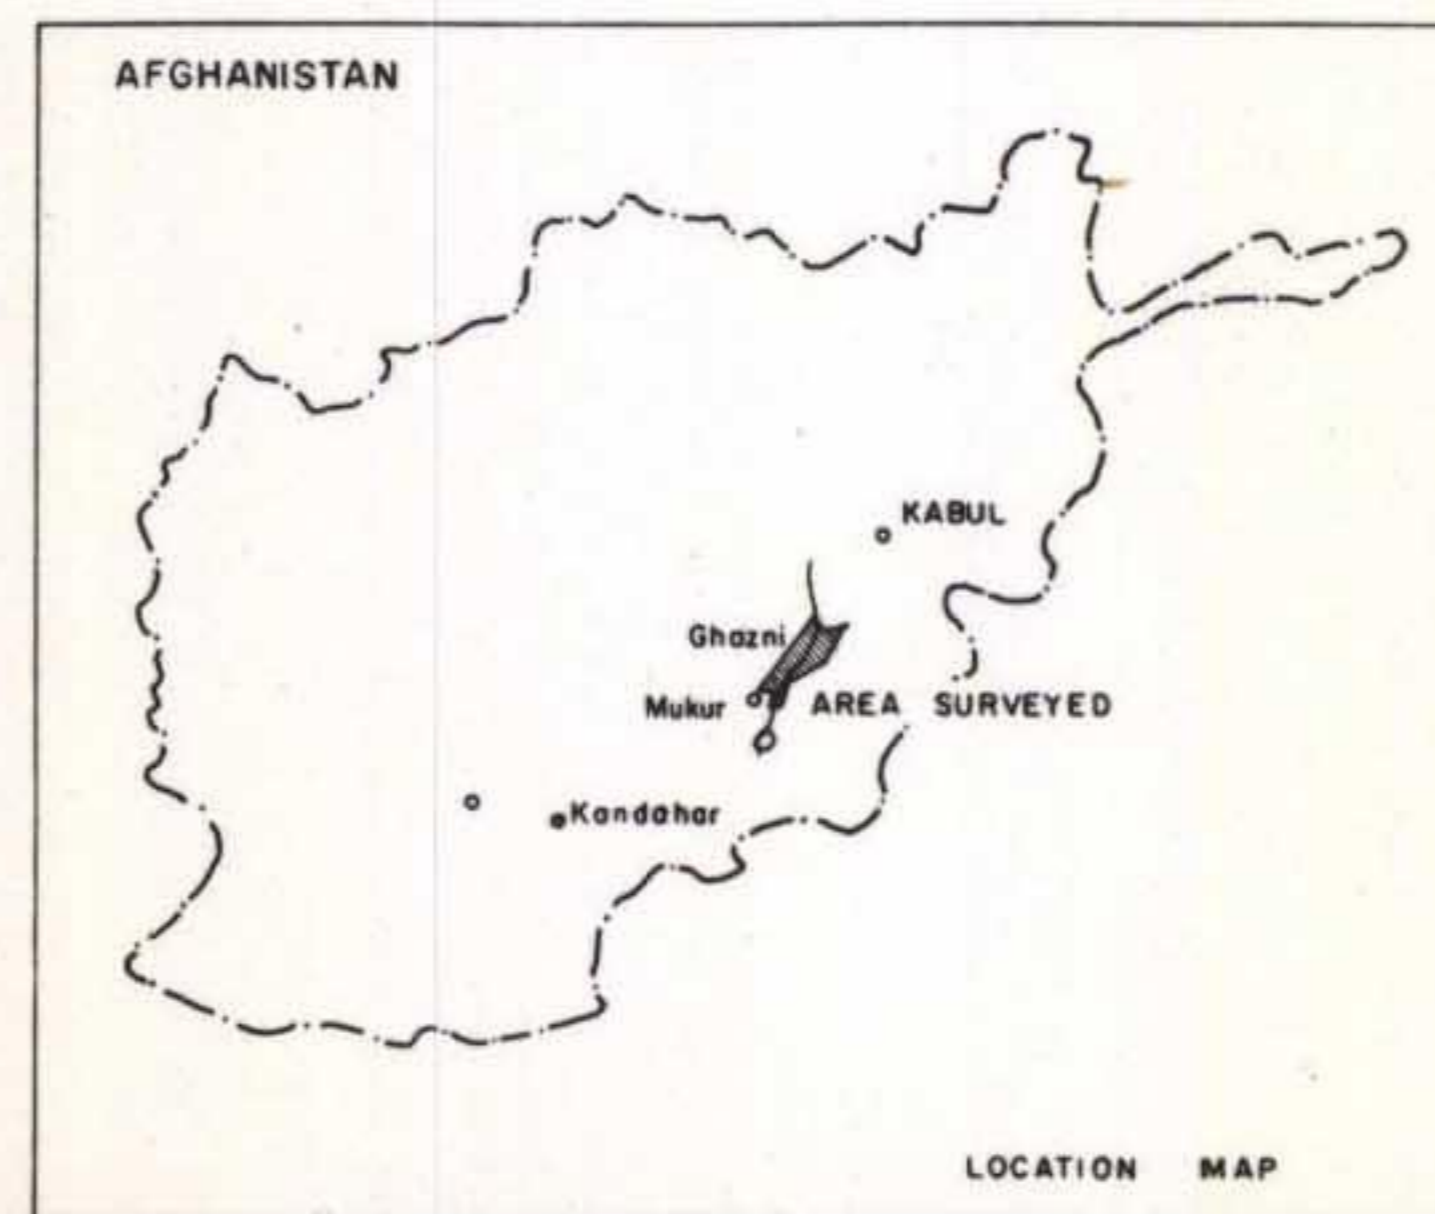 AFGHANISTAN
KABUL
Ghazni
Mukur
AREA SURVEYED
Kandahar
LOCATION MAP